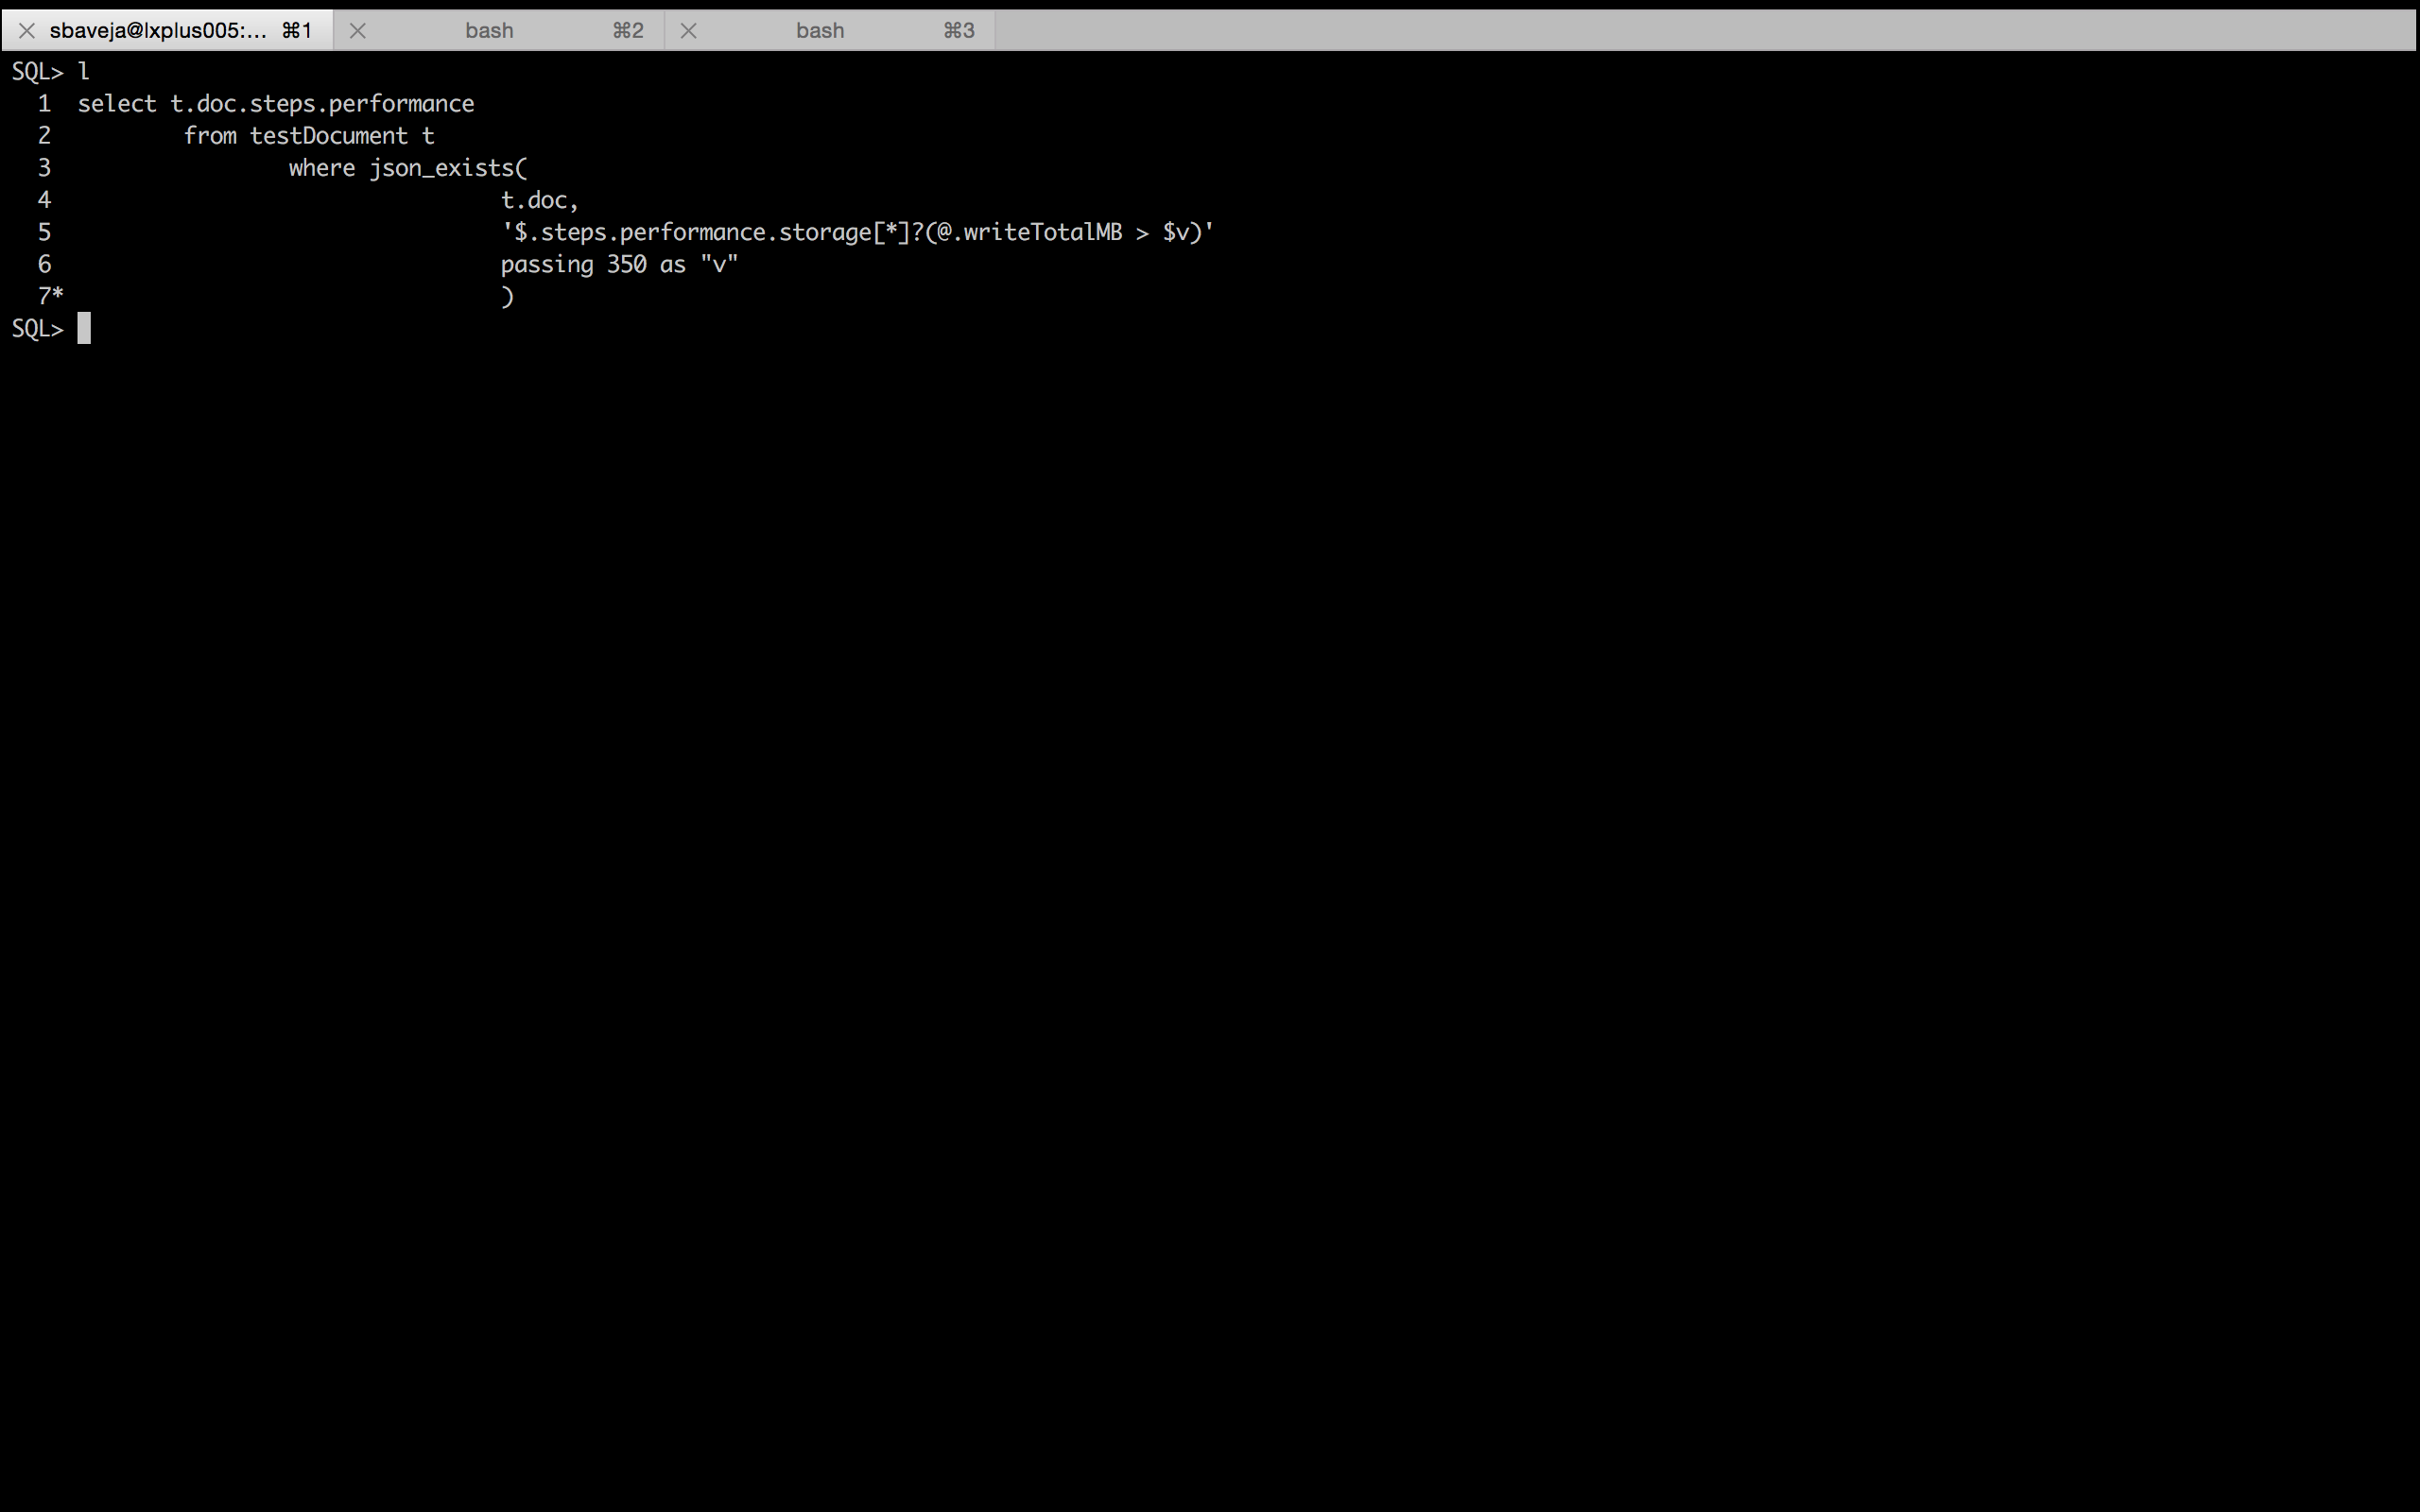 sbaveja@lxplus005:... ⌘1 bash ⌘2 bash ⌘3
SQL> l
  1  select t.doc.steps.performance
  2          from testDocument t
  3                  where json_exists(
  4                                  t.doc,
  5                                  '$.steps.performance.storage[*]?(@.writeTotalMB > $v)'
  6                                  passing 350 as "v"
  7*                                 )
SQL>